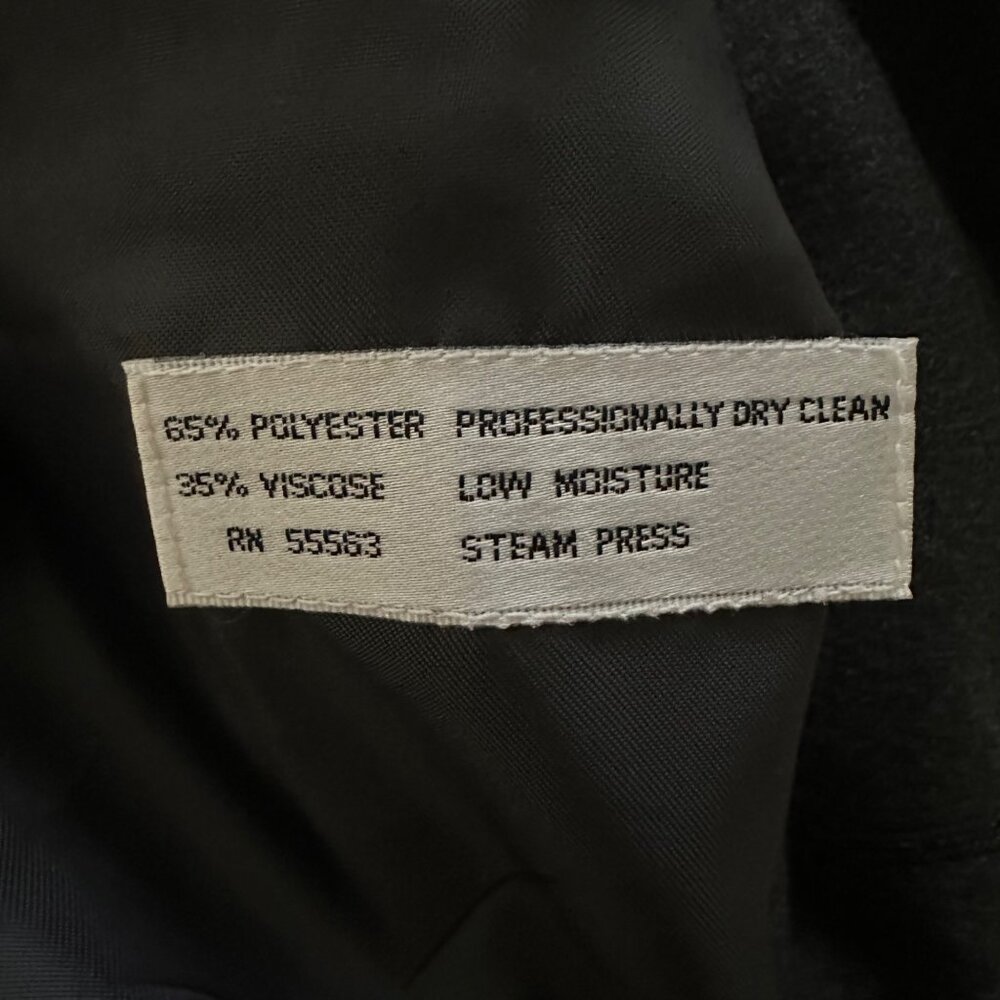 65% POLYESTER PROFESSIONALLY DRY CLEAN
35% VISCOSE LOW MOISTURE
RN 55563 STEAM PRESS